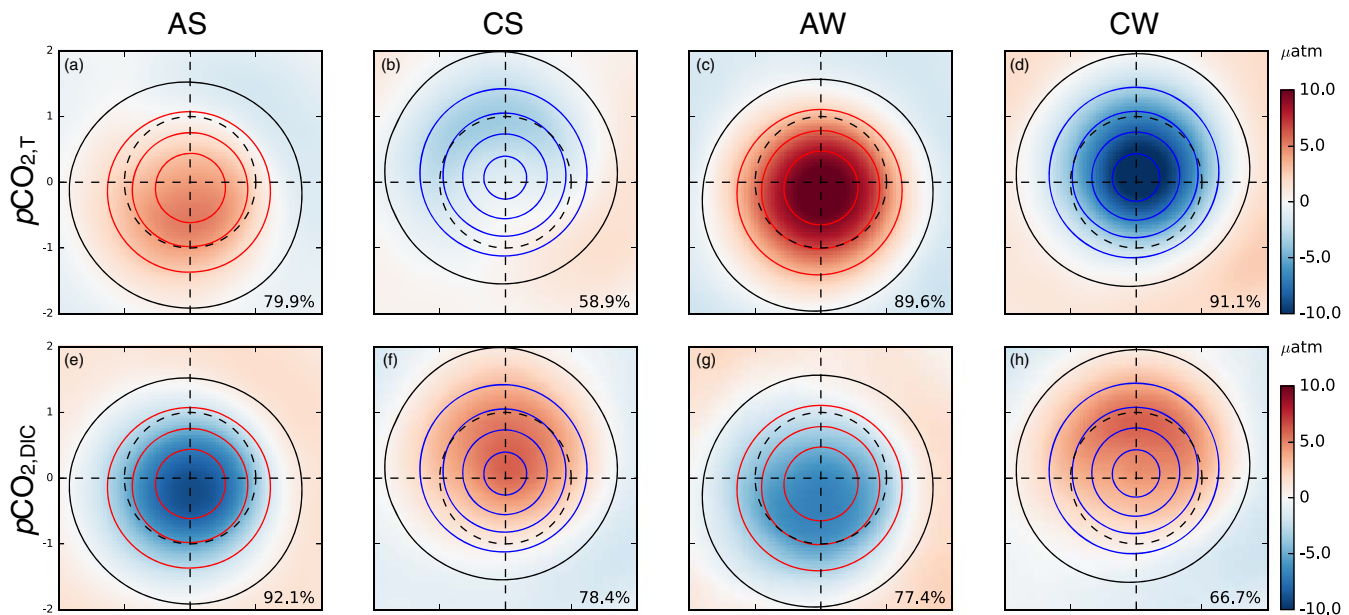 AS CS AW CW
(a) (b) (c) (d) μatm
2 10.0
1 5.0
pCO2,T 0 0
-1 -5.0
-2 79.9% 58.9% 89.6% 91.1% -10.0
(e) (f) (g) (h) μatm
2 10.0
1 5.0
pCO2,DIC 0 0
-1 -5.0
-2 92.1% 78.4% 77.4% 66.7% -10.0